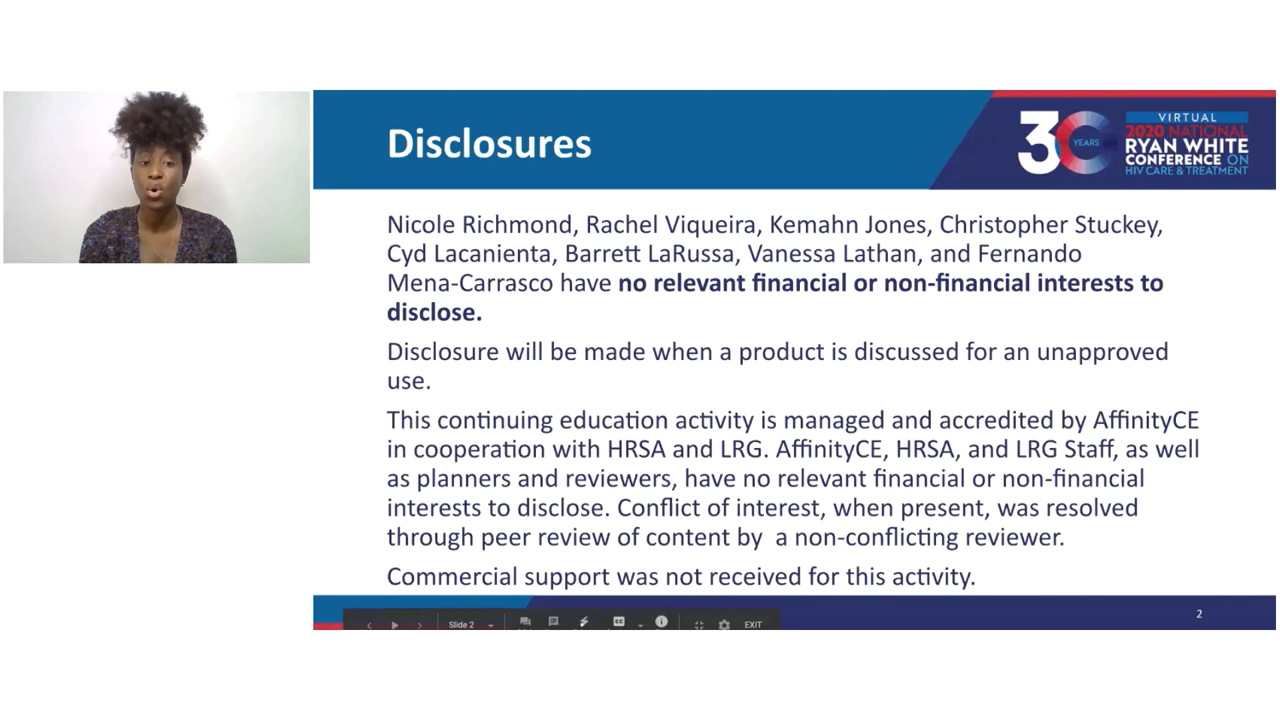 Disclosures
30 YEARS
VIRTUAL
2020 NATIONAL
RYAN WHITE
CONFERENCE ON
HIV CARE & TREATMENT
Nicole Richmond, Rachel Viqueira, Kemahn Jones, Christopher Stuckey,
Cyd Lacanienta, Barrett LaRussa, Vanessa Lathan, and Fernando
Mena-Carrasco have no relevant financial or non-financial interests to
disclose.
Disclosure will be made when a product is discussed for an unapproved
use.
This continuing education activity is managed and accredited by AffinityCE
in cooperation with HRSA and LRG. AffinityCE, HRSA, and LRG Staff, as well
as planners and reviewers, have no relevant financial or non-financial
interests to disclose. Conflict of interest, when present, was resolved
through peer review of content by  a non-conflicting reviewer.
Commercial support was not received for this activity.
2
Slide 2
EXIT